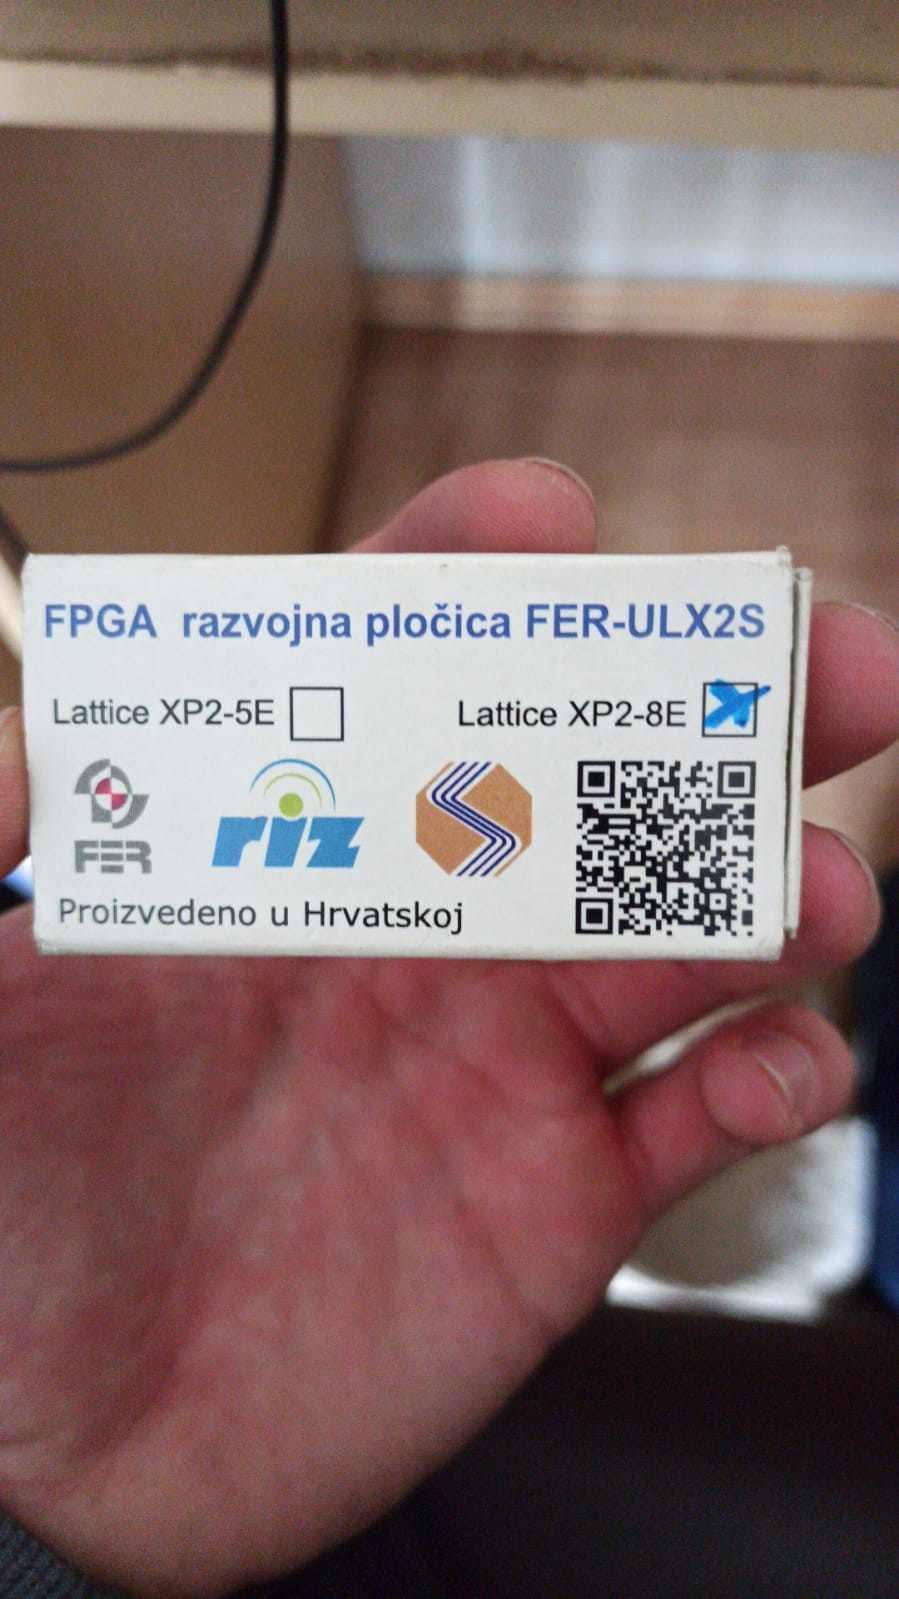 FPGA razvojna pločica FER-ULX2S
Lattice XP2-5E Lattice XP2-8E
FER riz
Proizvedeno u Hrvatskoj